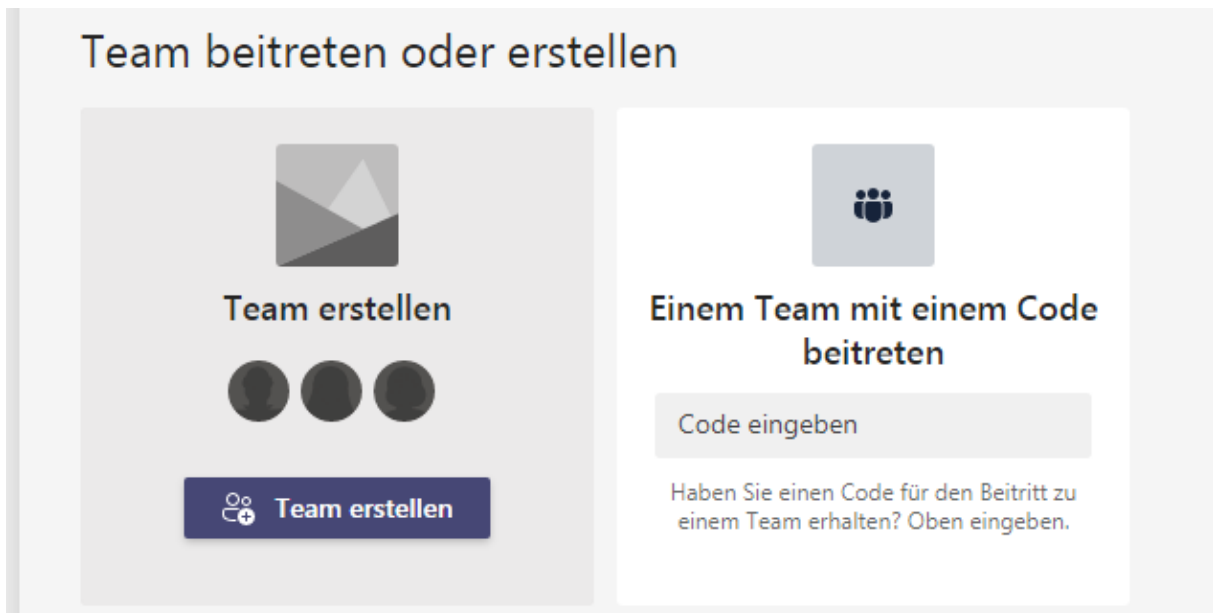 Team beitreten oder erstellen
Team erstellen
Team erstellen
Einem Team mit einem Code
beitreten
Code eingeben
Haben Sie einen Code für den Beitritt zu
einem Team erhalten? Oben eingeben.